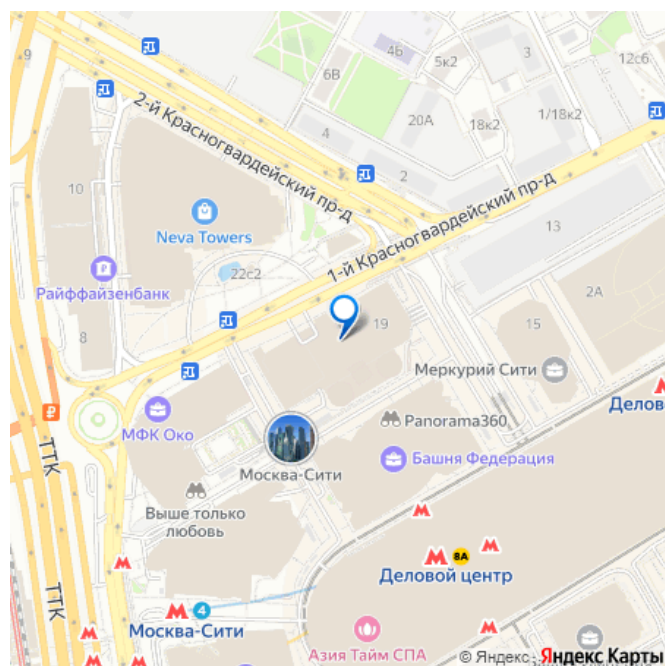 9
4Б
3
5к2
12с6
6В
2-й Красногвардейский пр-д
20А
18к2
1/18к2
4
2
10
1-й Красногвардейский пр-д
13
Neva Towers
22с2
Райффайзенбанк
2А
8
19
15
Меркурий Сити
Делово
МФК Око
Panorama360
Башня Федерация
Москва-Сити
ТТК
Выше только
любовь
8А
Деловой центр
ТТК
4
Москва-Сити
Азия Тайм СПА
© Яндекс Яндекс Карты